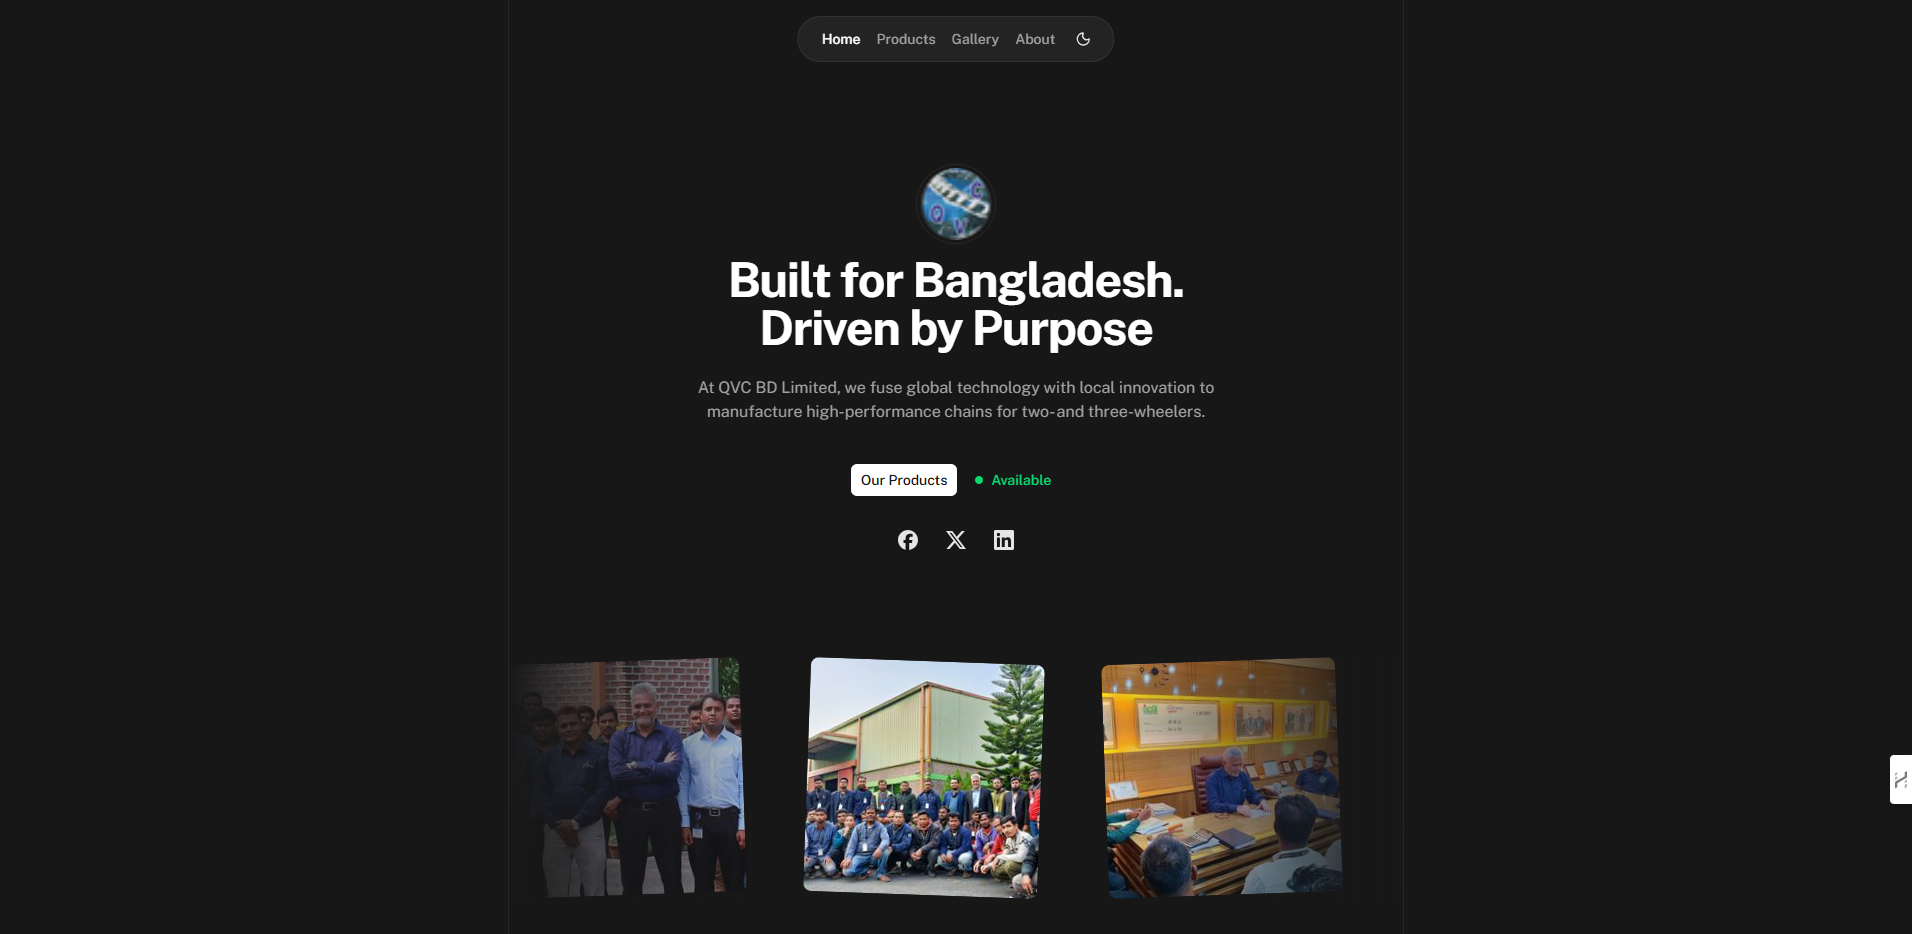 Home Products Gallery About
C
Q
W
Built for Bangladesh.
Driven by Purpose
At QVC BD Limited, we fuse global technology with local innovation to
manufacture high-performance chains for two-and three-wheelers.
Our Products
Available